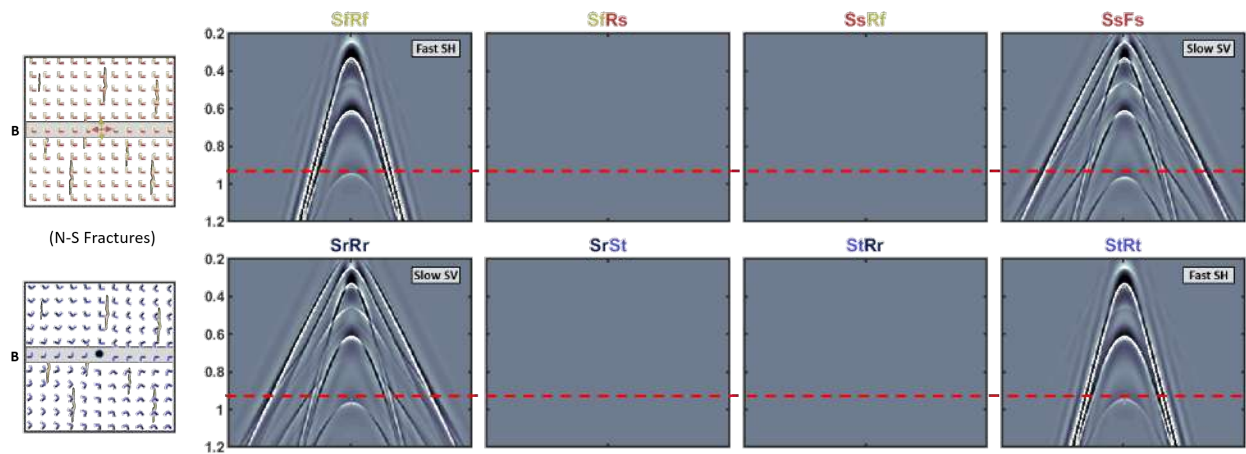 SfRf SfRs SsRf SsFs
0.2 Fast SH Slow SV
0.4
0.6
B
0.8
1
1.2
(N-S Fractures)
SrRr SrSt StRr StRt
0.2 Slow SV Fast SH
0.4
0.6
B
0.8
1
1.2